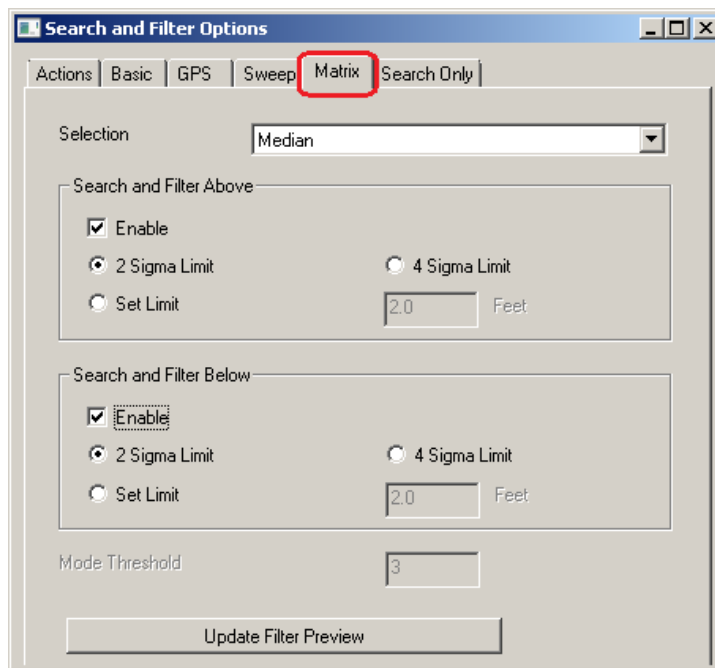 Search and Filter Options
Actions Basic GPS Sweep Matrix Search Only
Selection Median
Search and Filter Above
Enable
2 Sigma Limit 4 Sigma Limit
Set Limit 2.0 Feet
Search and Filter Below
Enable
2 Sigma Limit 4 Sigma Limit
Set Limit 2.0 Feet
Mode Threshold 3
Update Filter Preview